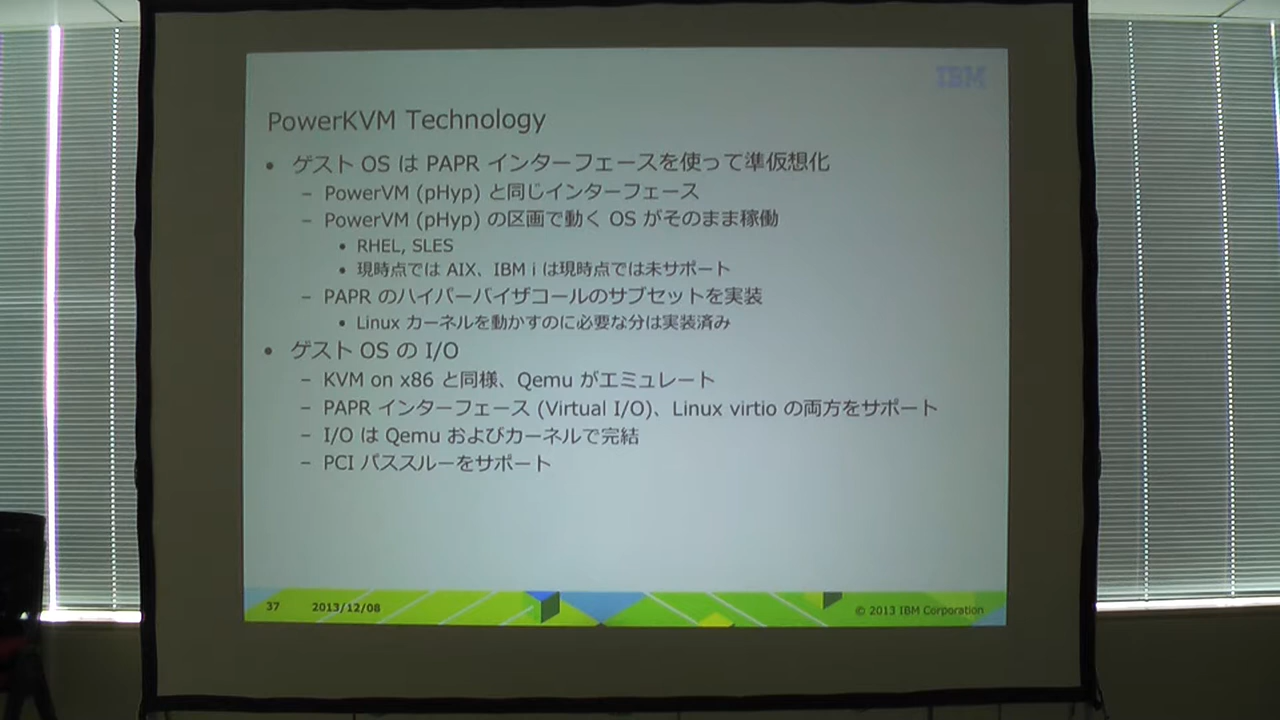 IBM
PowerKVM Technology
• ゲスト OS は PAPR インターフェースを使って準仮想化
– PowerVM (pHyp) と同じインターフェース
– PowerVM (pHyp) の区画で動く OS がそのまま稼働
• RHEL, SLES
• 現時点では AIX、IBM i は現時点では未サポート
– PAPR のハイパーバイザコールのサブセットを実装
• Linux カーネルを動かすのに必要な分は実装済み
• ゲスト OS の I/O
– KVM on x86 と同様、Qemu がエミュレート
– PAPR インターフェース (Virtual I/O)、Linux virtio の両方をサポート
– I/O は Qemu およびカーネルで完結
– PCI パススルーをサポート
37 2013/12/08 © 2013 IBM Corporation